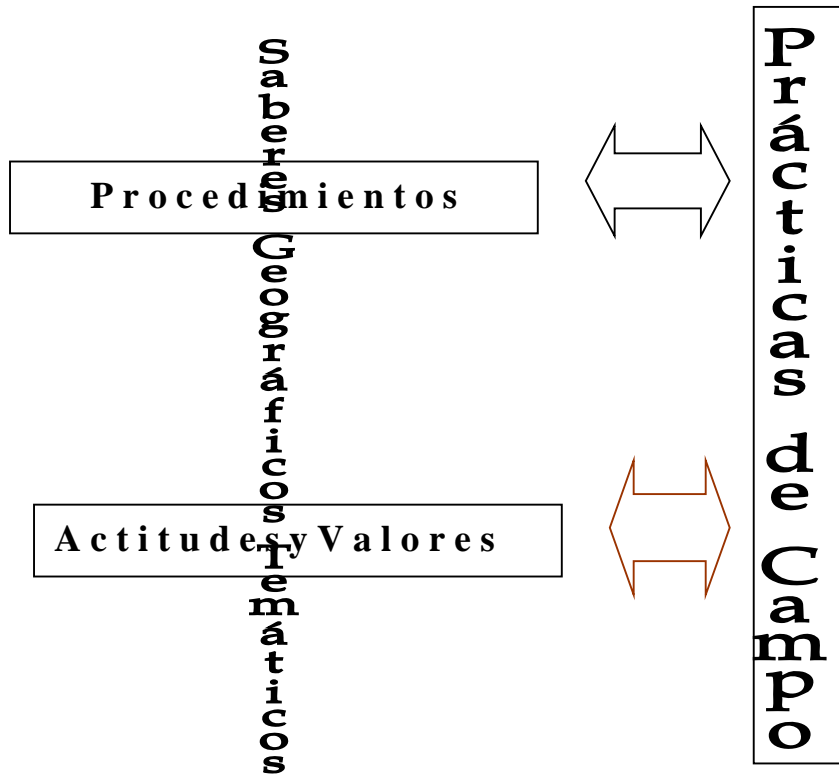 Saberes Geográficos Temáticos
Procedimientos
Actitudes y Valores
Prácticas de Campo